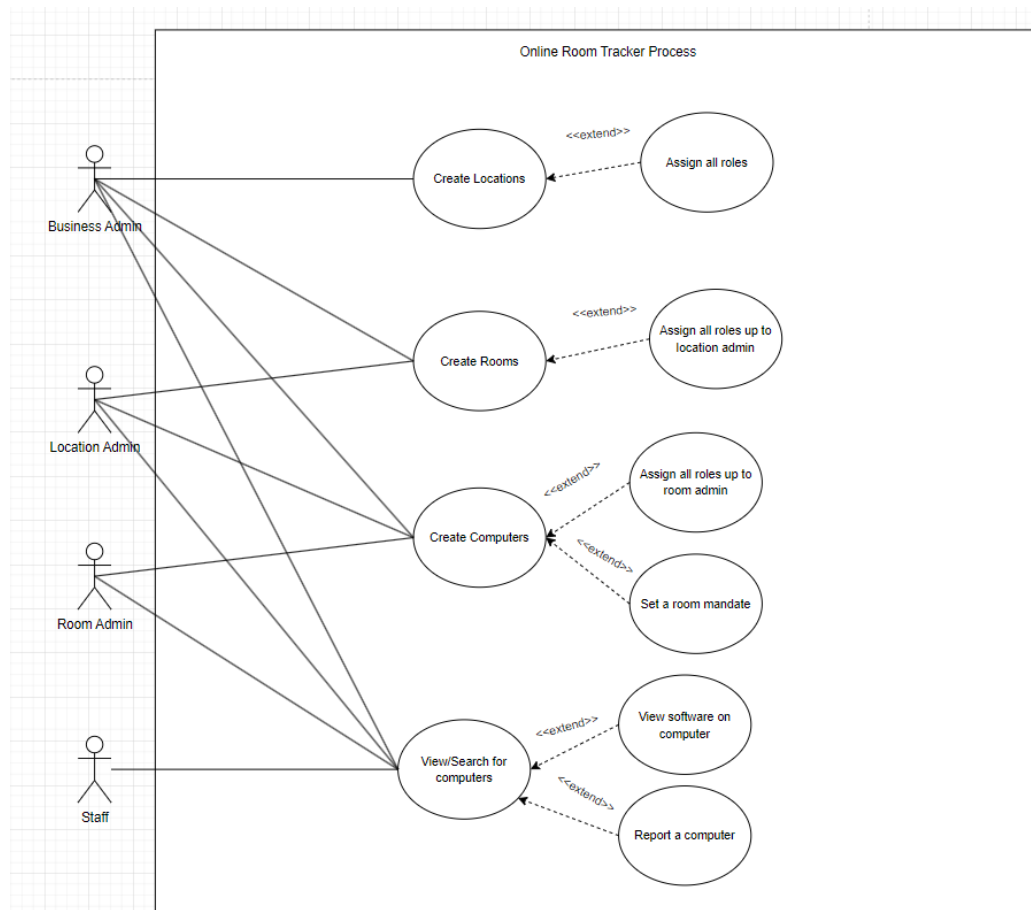 Online Room Tracker Process
<<extend>>
Assign all roles
Create Locations
Business Admin
<<extend>>
Assign all roles up to
location admin
Create Rooms
Location Admin
<<extend>>
Assign all roles up to
room admin
Create Computers
<<extend>>
Set a room mandate
Room Admin
<<extend>>
View software on
computer
View/Search for
computers
<<extend>>
Report a computer
Staff